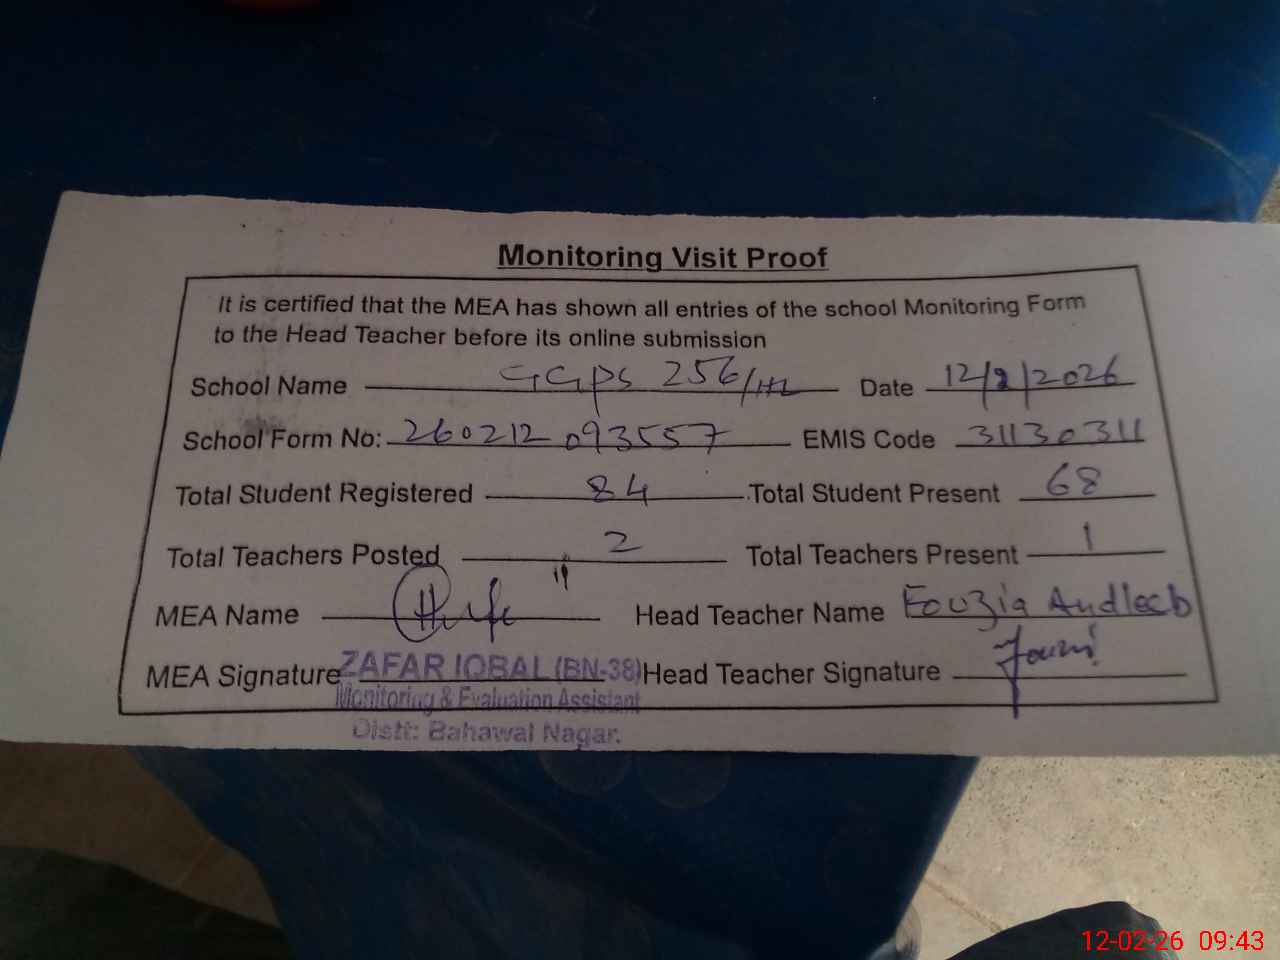 Monitoring Visit Proof
It is certified that the MEA has shown all entries of the school Monitoring Form
to the Head Teacher before its online submission
School Name GGPS 256/HL Date 12/2/2026
School Form No: 260212093557 EMIS Code 31130311
Total Student Registered 84 Total Student Present 68
Total Teachers Posted 2 Total Teachers Present 1
MEA Name Head Teacher Name Fouzia Andleeb
MEA Signature ZAFAR IQBAL (BN-38) Head Teacher Signature
Monitoring & Evaluation Assistant
Distt: Bahawal Nagar.
12-02-26 09:43